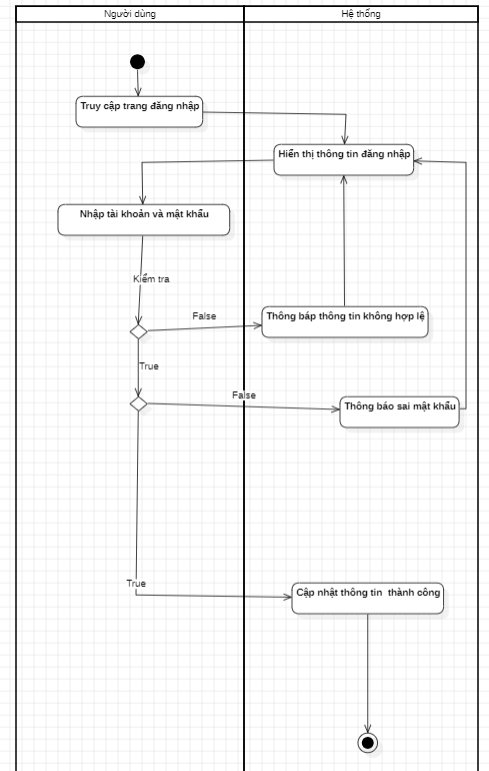 Người dùng
Hệ thống
Truy cập trang đăng nhập
Hiển thị thông tin đăng nhập
Nhập tài khoản và mật khẩu
Kiểm tra
False
Thông báp thông tin không hợp lệ
True
False
Thông báo sai mật khẩu
True
Cập nhật thông tin thành công